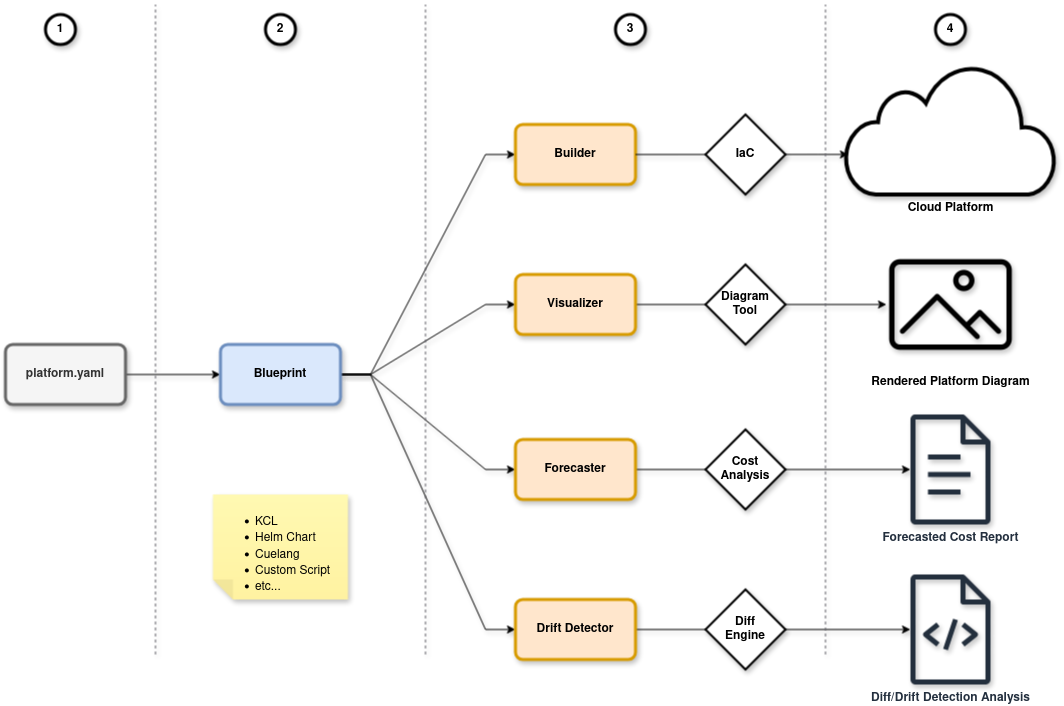 1
2
3
4
Builder
IaC
Cloud Platform
Visualizer
Diagram
Tool
Rendered Platform Diagram
platform.yaml
Blueprint
Forecaster
Cost
Analysis
Forecasted Cost Report
• KCL
• Helm Chart
• Cuelang
• Custom Script
• etc...
Drift Detector
Diff
Engine
</>
Diff/Drift Detection Analysis